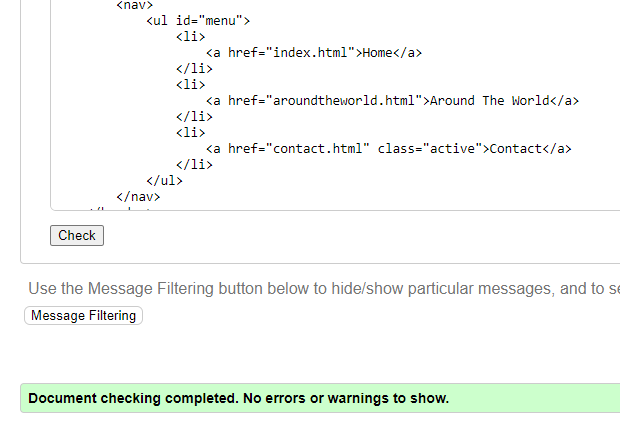 <nav>
<ul id="menu">
<li>
<a href="index.html">Home</a>
</li>
<li>
<a href="aroundtheworld.html">Around The World</a>
</li>
<li>
<a href="contact.html" class="active">Contact</a>
</li>
</ul>
</nav>
Check
Use the Message Filtering button below to hide/show particular messages, and to
Message Filtering
Document checking completed. No errors or warnings to show.